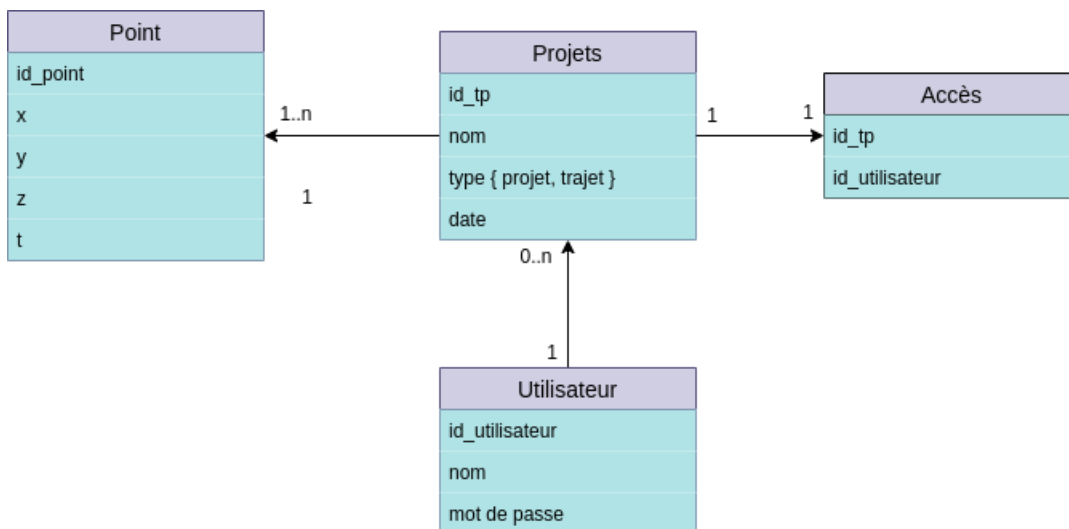 Point
id_point
x
y
z
t
1..n
1
Projets
id_tp
nom
type { projet, trajet }
date
1
1
Accès
id_tp
id_utilisateur
0..n
1
Utilisateur
id_utilisateur
nom
mot de passe